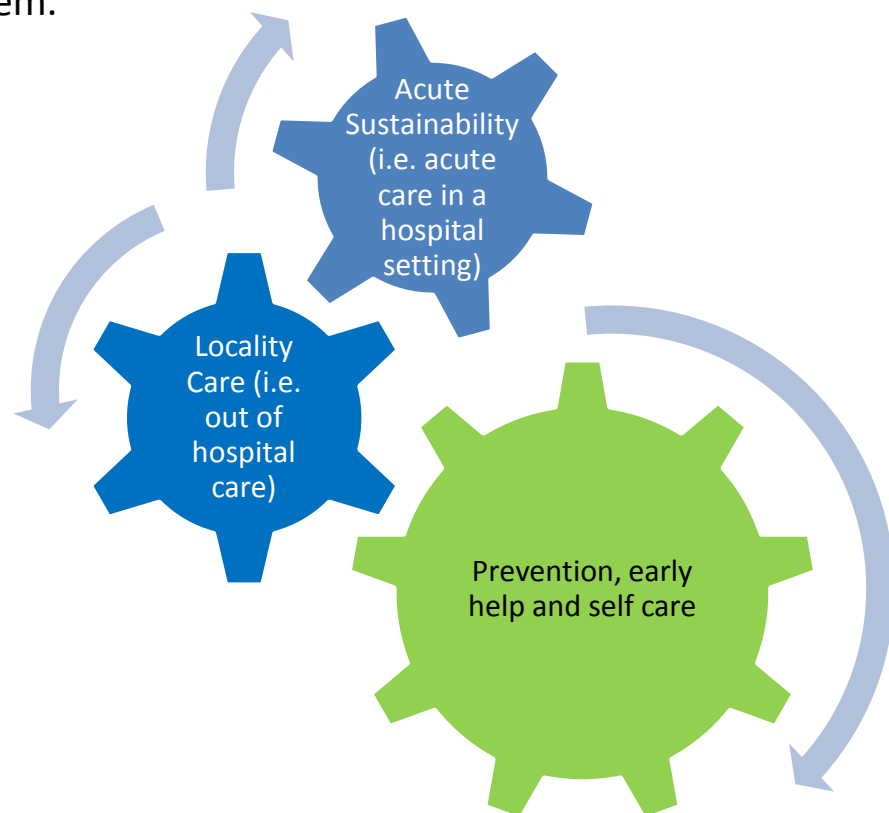 em.
Acute
Sustainability
(i.e. acute
care in a
hospital
setting)
Locality
Care (i.e.
out of
hospital
care)
Prevention, early
help and self care